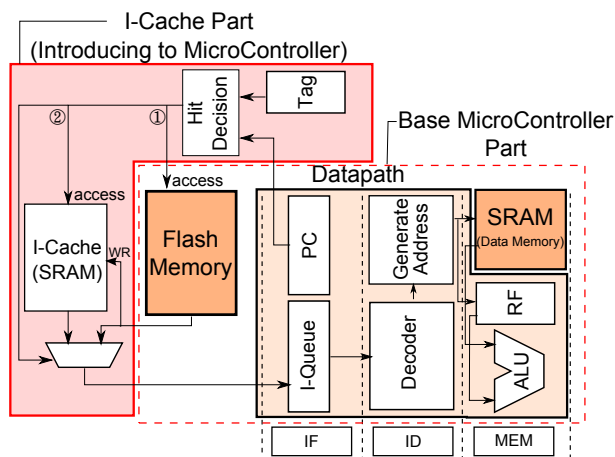 I-Cache Part
(Introducing to MicroController)
②
①
Hit
Decision
Tag
Base MicroController
Part
access
access
Datapath
I-Cache
(SRAM)
WR
Flash
Memory
PC
Generate
Address
SRAM
(Data Memory)
I-Queue
Decoder
RF
ALU
IF
ID
MEM